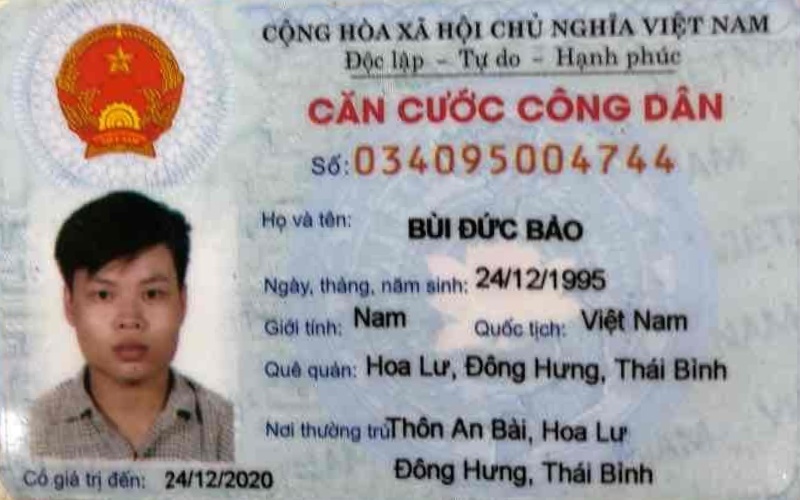 CỘNG HÒA XÃ HỘI CHỦ NGHĨA VIỆT NAM
Độc lập - Tự do - Hạnh phúc
CĂN CƯỚC CÔNG DÂN
Số: 034095004744
Họ và tên: BÙI ĐỨC BẢO
Ngày, tháng, năm sinh: 24/12/1995
Giới tính: Nam Quốc tịch: Việt Nam
Quê quán: Hoa Lư, Đông Hưng, Thái Bình
Nơi thường trú: Thôn An Bài, Hoa Lư
Đông Hưng, Thái Bình
Có giá trị đến: 24/12/2020